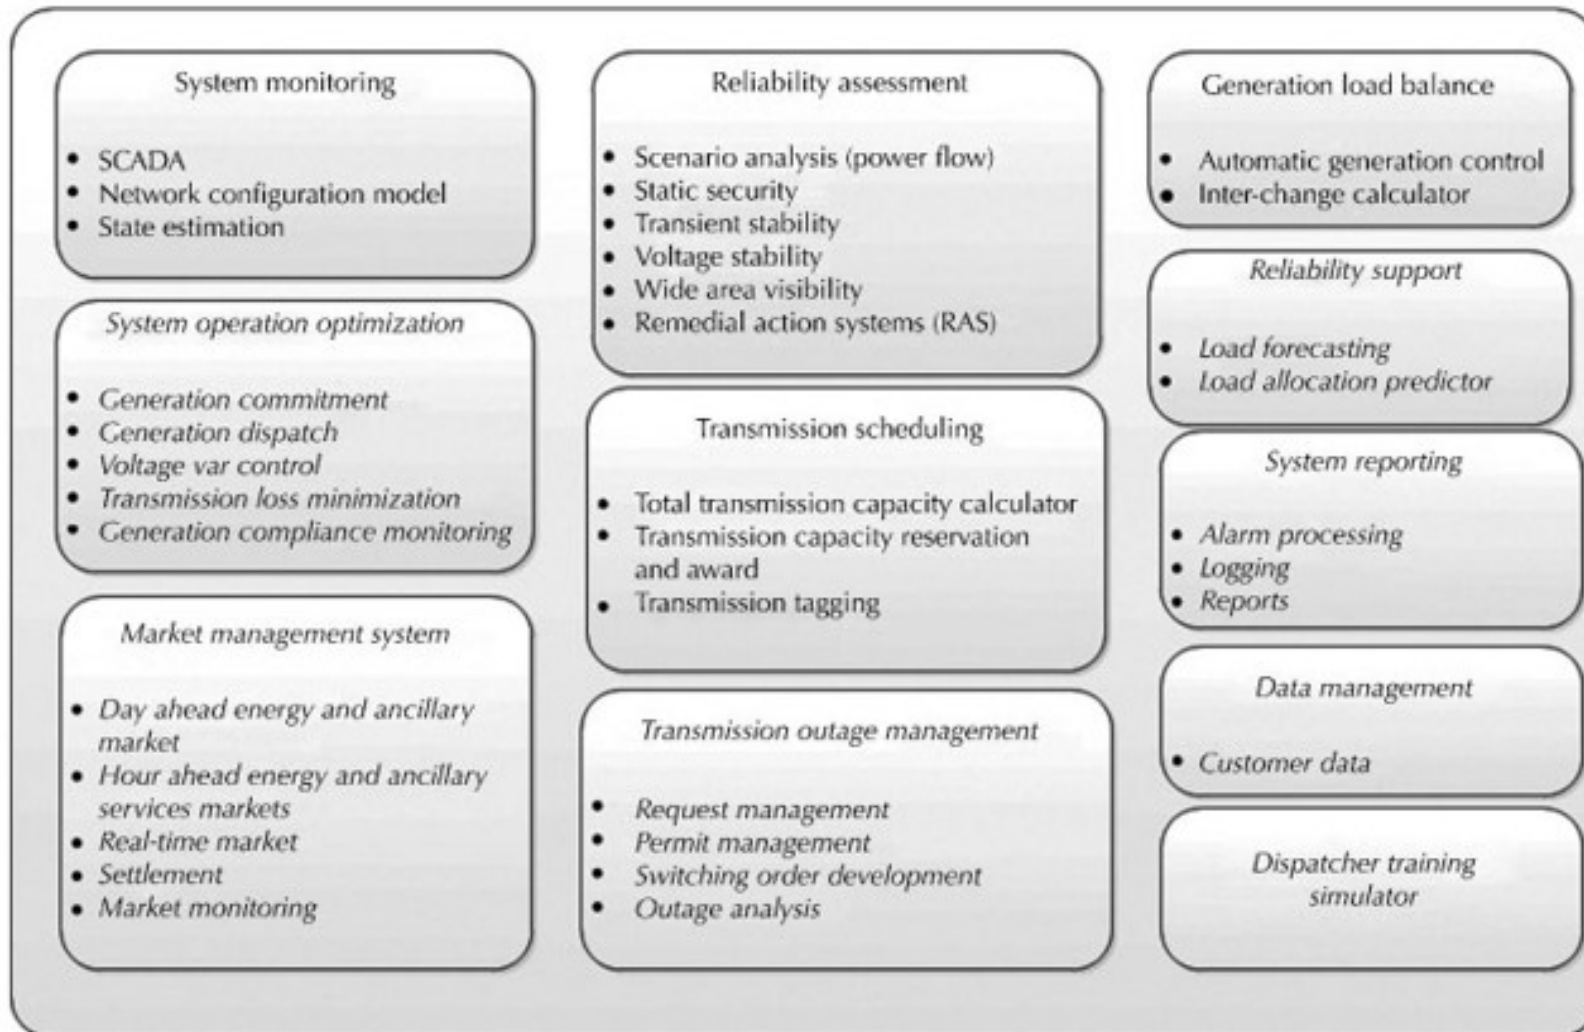 System monitoring
• SCADA
• Network configuration model
• State estimation
System operation optimization
• Generation commitment
• Generation dispatch
• Voltage var control
• Transmission loss minimization
• Generation compliance monitoring
Market management system
• Day ahead energy and ancillary
market
• Hour ahead energy and ancillary
services markets
• Real-time market
• Settlement
• Market monitoring
Reliability assessment
• Scenario analysis (power flow)
• Static security
• Transient stability
• Voltage stability
• Wide area visibility
• Remedial action systems (RAS)
Transmission scheduling
• Total transmission capacity calculator
• Transmission capacity reservation
and award
• Transmission tagging
Transmission outage management
• Request management
• Permit management
• Switching order development
• Outage analysis
Generation load balance
• Automatic generation control
• Inter-change calculator
Reliability support
• Load forecasting
• Load allocation predictor
System reporting
• Alarm processing
• Logging
• Reports
Data management
• Customer data
Dispatcher training
simulator